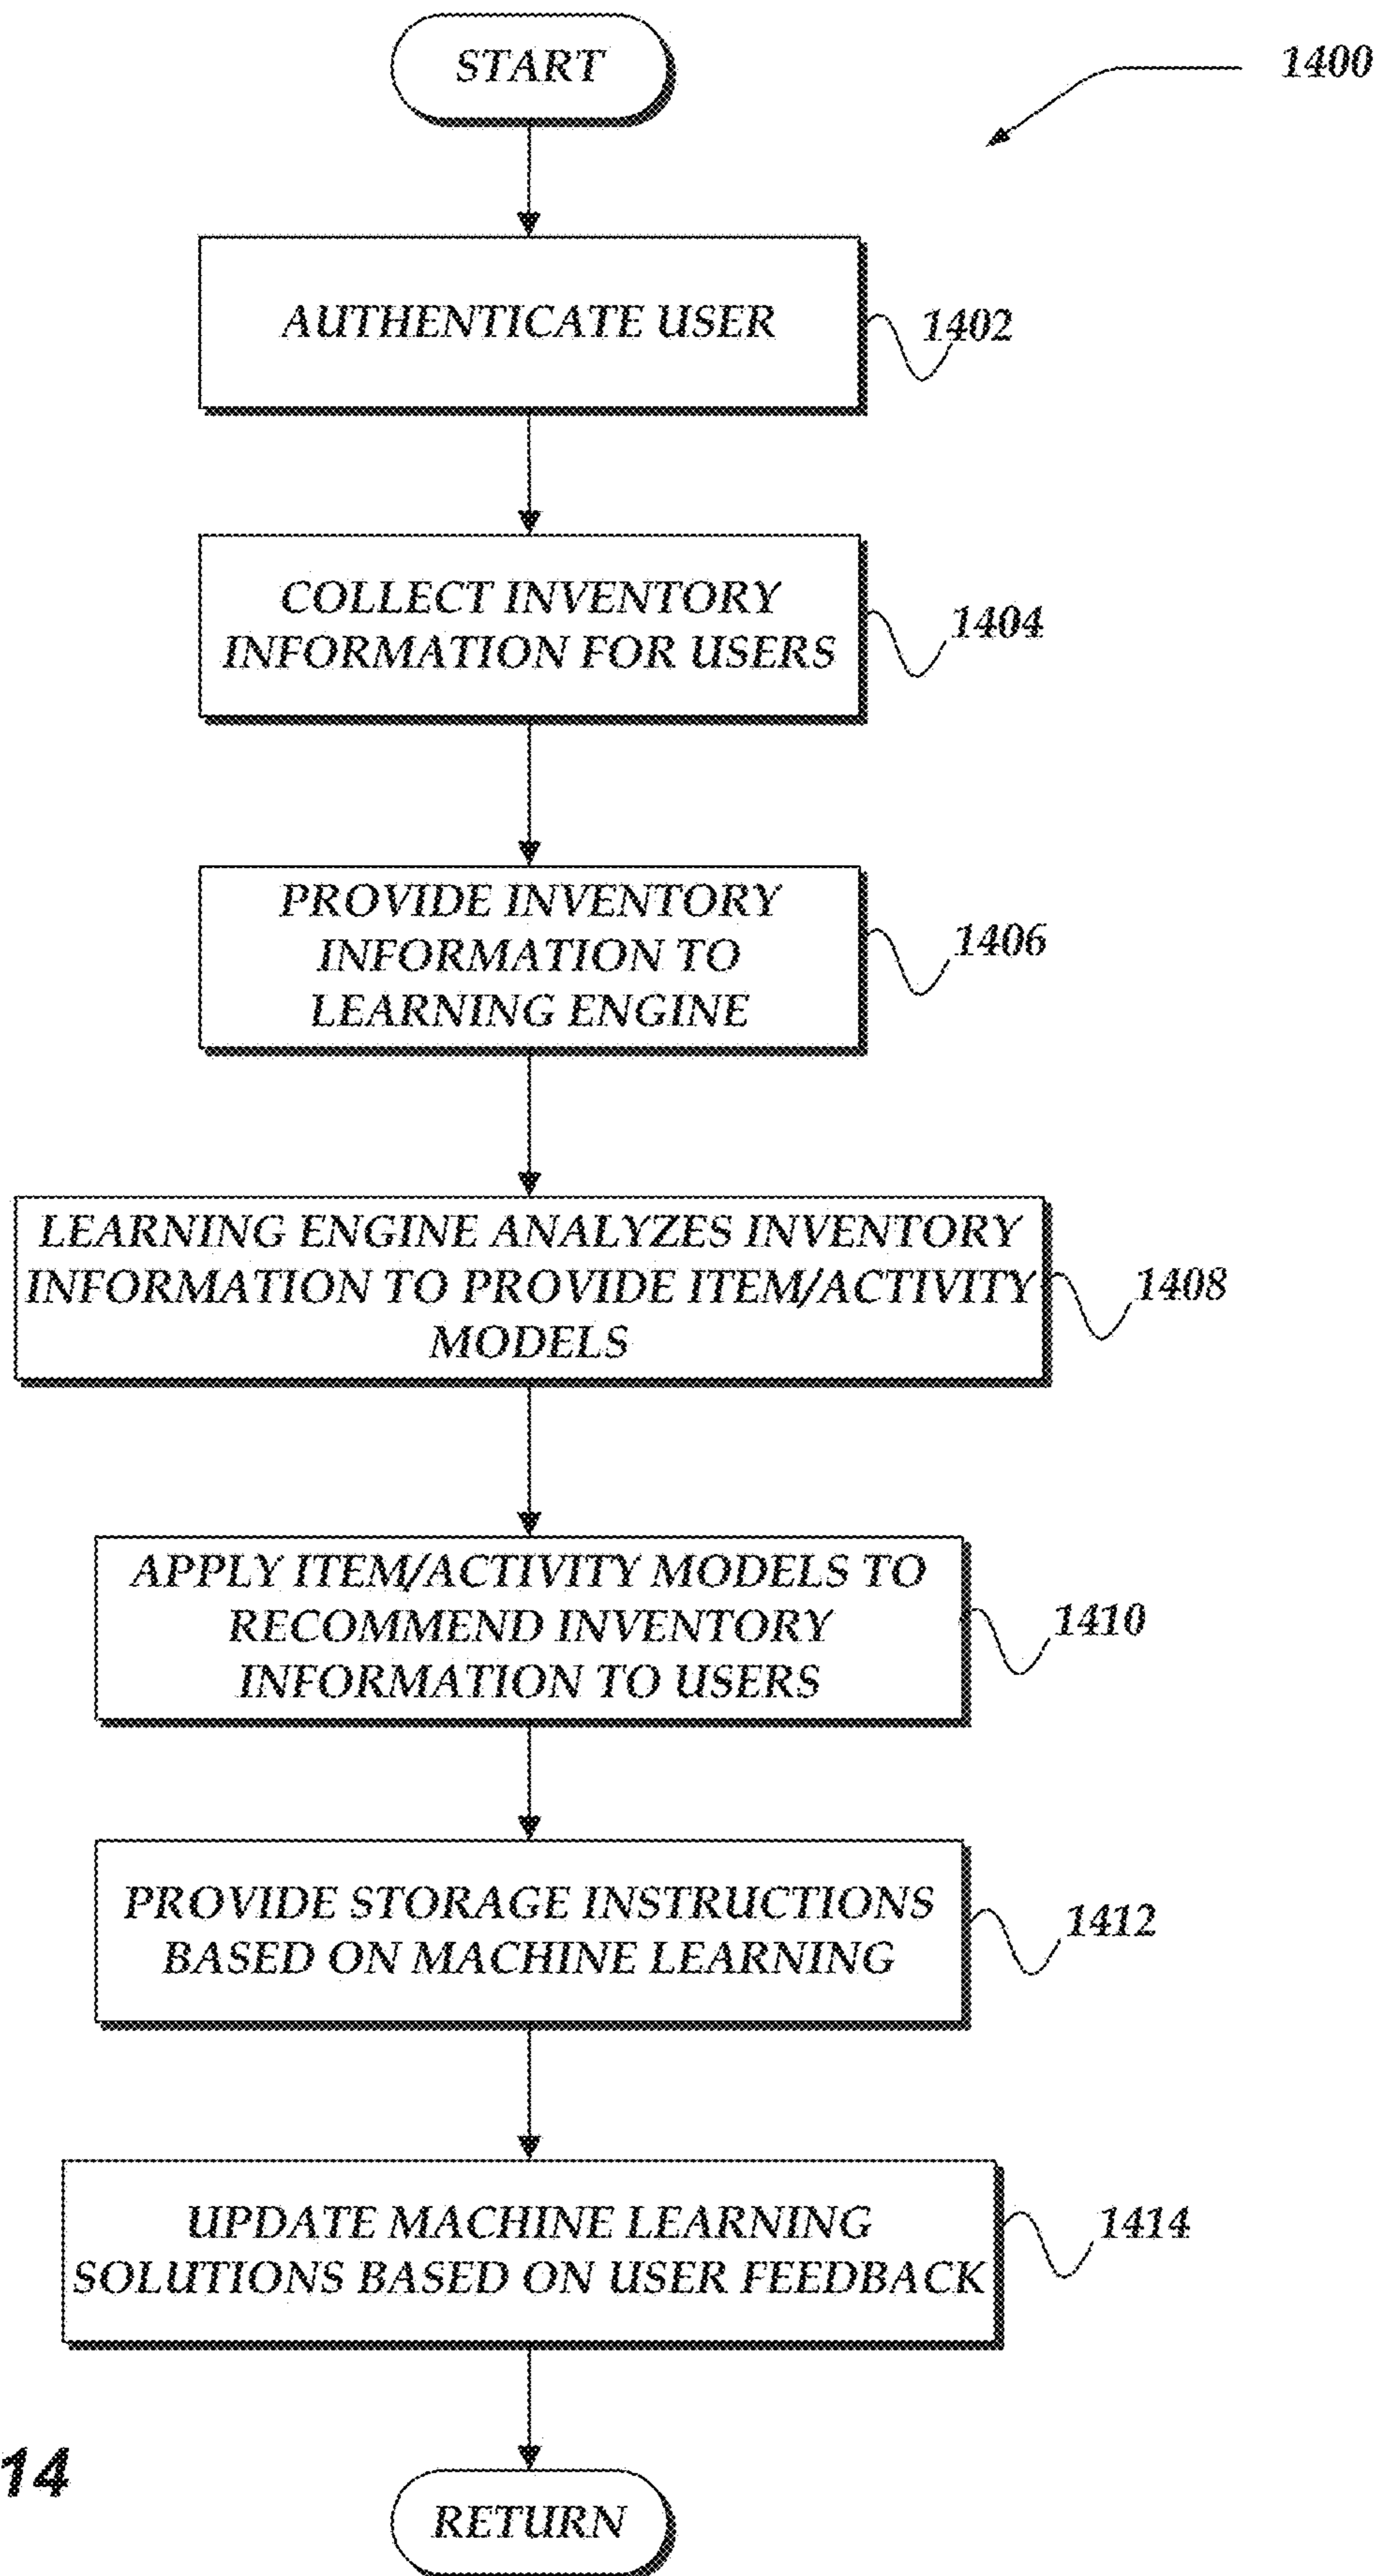 START
1400
AUTHENTICATE USER
1402
COLLECT INVENTORY
INFORMATION FOR USERS
1404
PROVIDE INVENTORY
INFORMATION TO
LEARNING ENGINE
1406
LEARNING ENGINE ANALYZES INVENTORY
INFORMATION TO PROVIDE ITEM/ACTIVITY
MODELS
1408
APPLY ITEM/ACTIVITY MODELS TO
RECOMMEND INVENTORY
INFORMATION TO USERS
1410
PROVIDE STORAGE INSTRUCTIONS
BASED ON MACHINE LEARNING
1412
UPDATE MACHINE LEARNING
SOLUTIONS BASED ON USER FEEDBACK
1414
14
RETURN